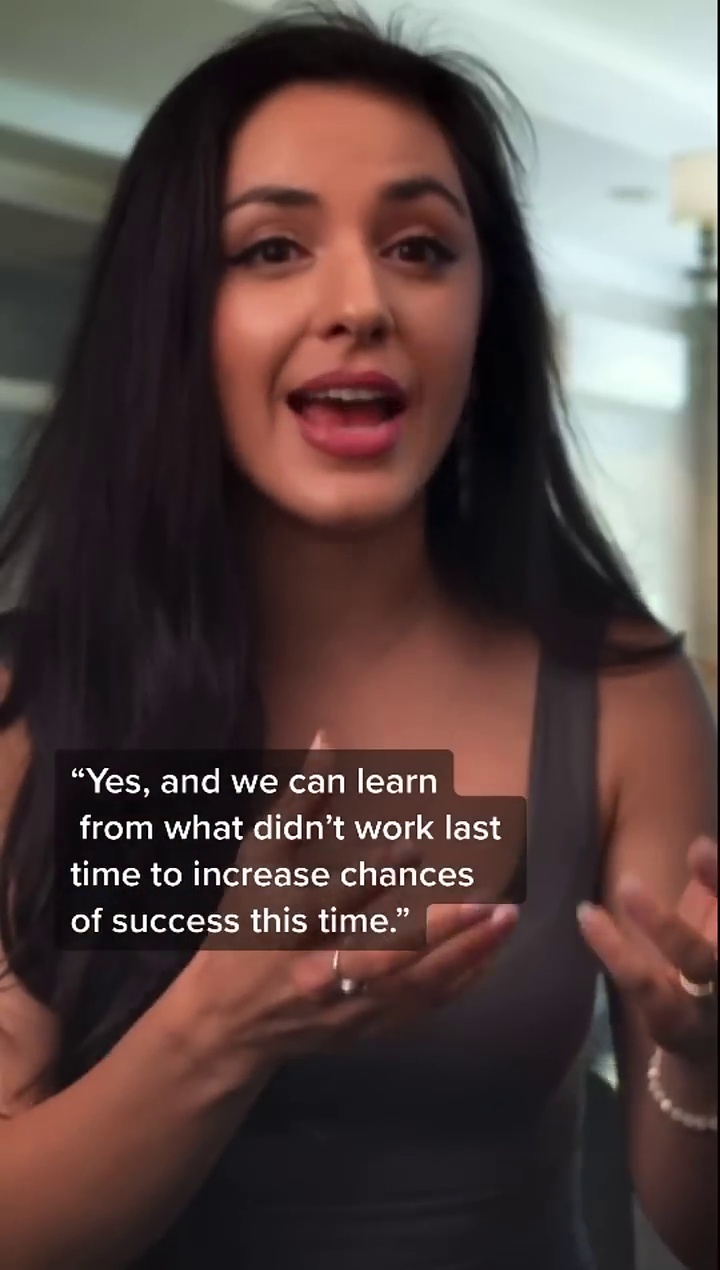 “Yes, and we can learn
from what didn’t work last
time to increase chances
of success this time.”